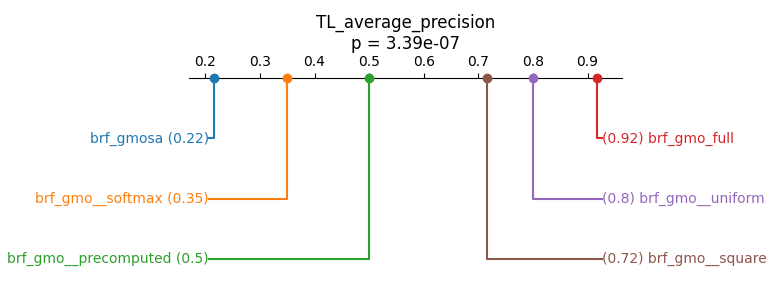 TL_average_precision
p = 3.39e-07
0.2 0.3 0.4 0.5 0.6 0.7 0.8 0.9
brf_gmosa (0.22) (0.92) brf_gmo_full
brf_gmo__softmax (0.35) (0.8) brf_gmo__uniform
brf_gmo__precomputed (0.5) (0.72) brf_gmo__square